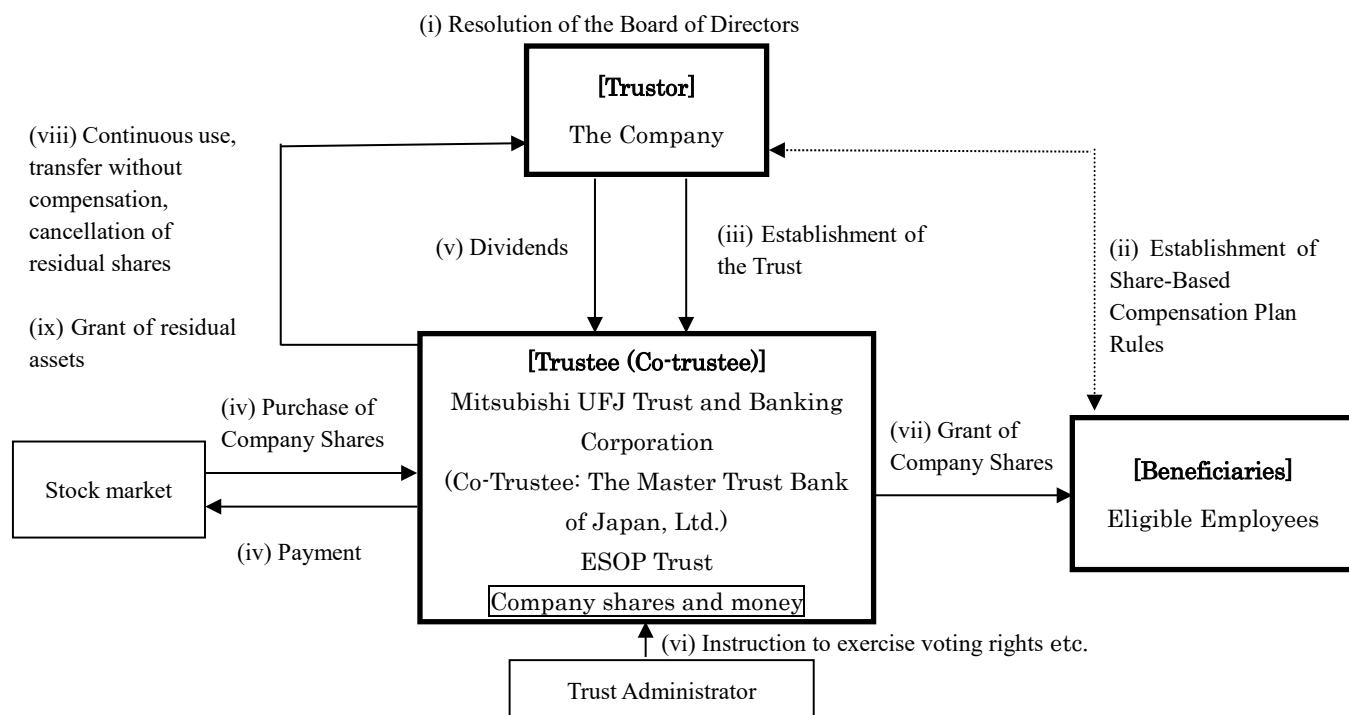 (i) Resolution of the Board of Directors
[Trustor]
The Company
(viii) Continuous use,
transfer without
compensation,
cancellation of
residual shares
(v) Dividends
(iii) Establishment of
the Trust
(ii) Establishment of
Share-Based
Compensation Plan
Rules
(ix) Grant of residual
assets
[Trustee (Co-trustee)]
Mitsubishi UFJ Trust and Banking
Corporation
(Co-Trustee: The Master Trust Bank
of Japan, Ltd.)
ESOP Trust
Company shares and money
(iv) Purchase of
Company Shares
Stock market
(iv) Payment
(vii) Grant of
Company Shares
[Beneficiaries]
Eligible Employees
(vi) Instruction to exercise voting rights etc.
Trust Administrator